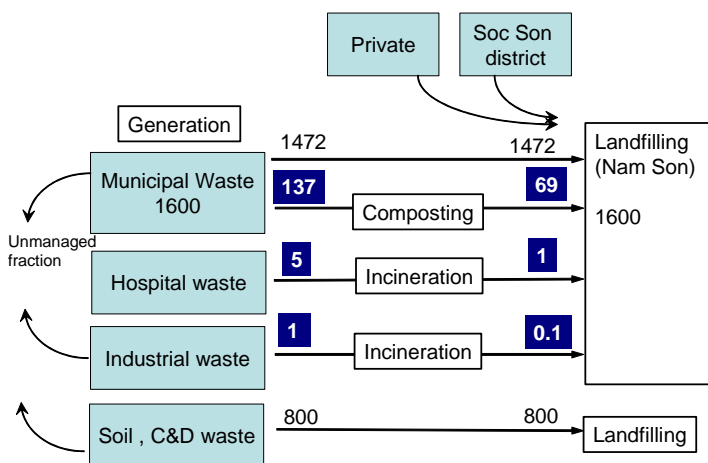 Private
Soc Son
district
Generation
1472
1472
Landfilling
(Nam Son)
1600
Municipal Waste
1600
137
69
Composting
Unmanaged
fraction
Hospital waste
5
Incineration
1
Industrial waste
1
Incineration
0.1
Soil , C&D waste
800
800
Landfilling